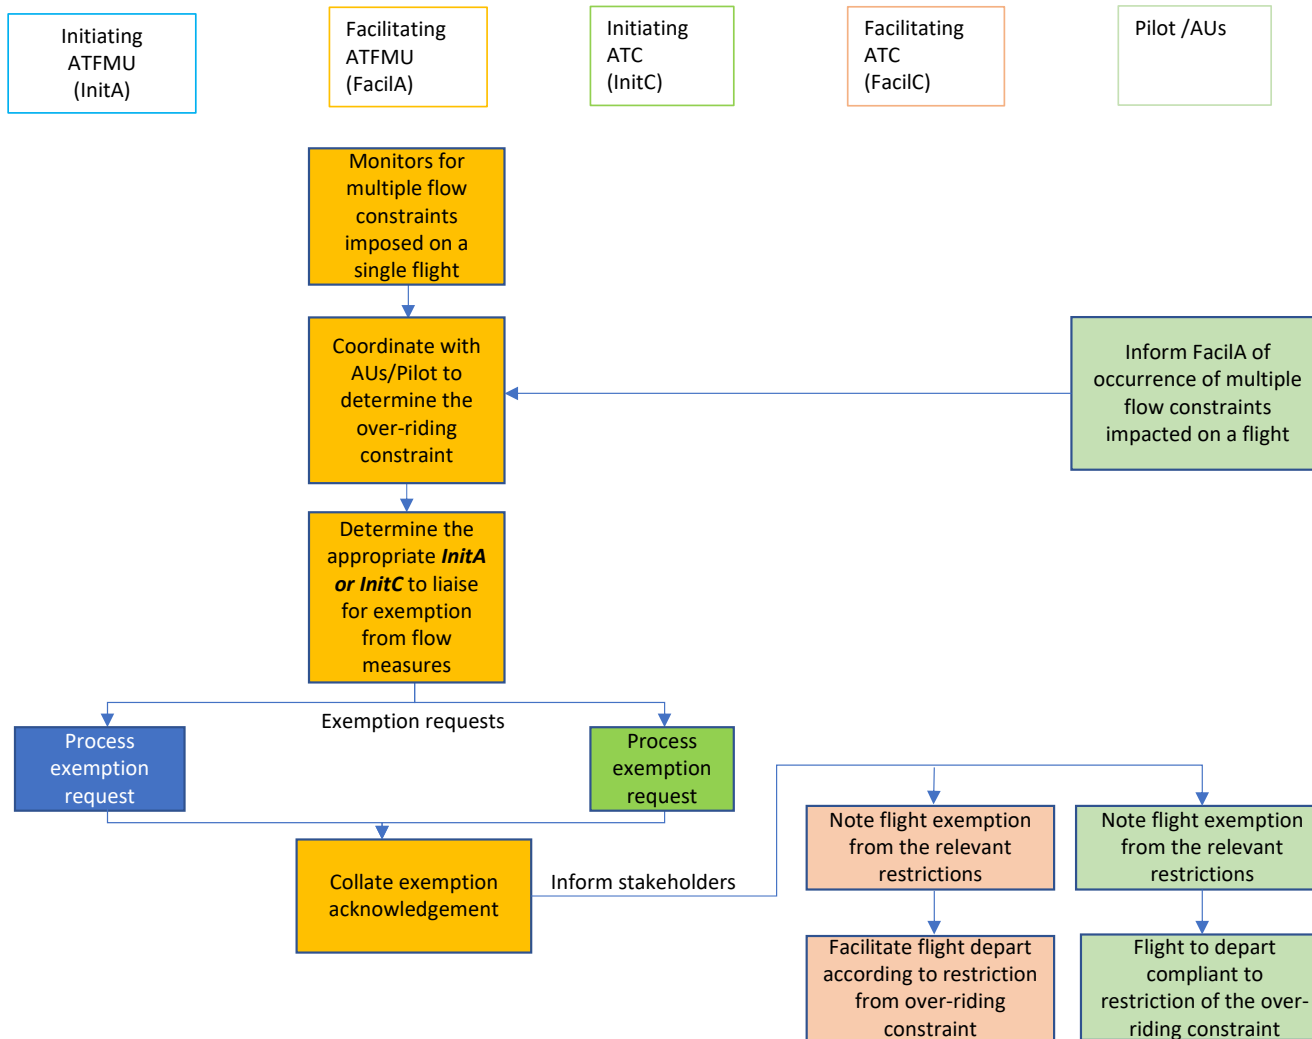 Initiating
ATFMU
(InitA)
Facilitating
ATFMU
(FacilA)
Initiating
ATC
(InitC)
Facilitating
ATC
(FacilC)
Pilot /AUs
Monitors for
multiple flow
constraints
imposed on a
single flight
Coordinate with
AUs/Pilot to
determine the
over-riding
constraint
Inform FacilA of
occurrence of multiple
flow constraints
impacted on a flight
Determine the
appropriate InitA
or InitC to liaise
for exemption
from flow
measures
Exemption requests
Process
exemption
request
Process
exemption
request
Note flight exemption
from the relevant
restrictions
Note flight exemption
from the relevant
restrictions
Collate exemption
acknowledgement
Inform stakeholders
Facilitate flight depart
according to restriction
from over-riding
constraint
Flight to depart
compliant to
restriction of the over-
riding constraint